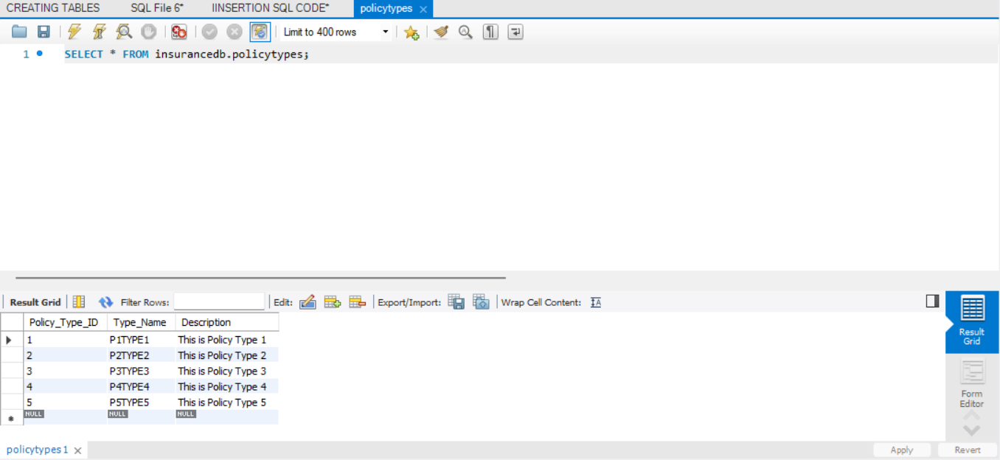 CREATING TABLES SQL File 6* IINSERTION SQL CODE* policytypes
Limit to 400 rows
1 SELECT * FROM insurancedb.policytypes;
Result Grid Filter Rows: Edit: Export/Import: Wrap Cell Content:
Policy_Type_ID Type_Name Description
1 P1TYPE1 This is Policy Type 1
2 P2TYPE2 This is Policy Type 2
3 P3TYPE3 This is Policy Type 3
4 P4TYPE4 This is Policy Type 4
5 P5TYPE5 This is Policy Type 5
NULL NULL NULL
Result
Grid
Form
Editor
policytypes1 Apply Revert